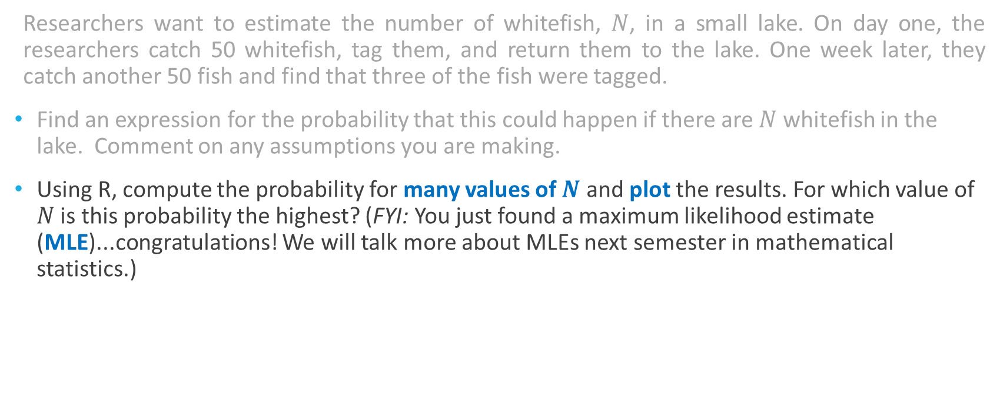 Researchers want to estimate the number of whitefish, N, in a small lake. On day one, the
researchers catch 50 whitefish, tag them, and return them to the lake. One week later, they
catch another 50 fish and find that three of the fish were tagged.
• Find an expression for the probability that this could happen if there are N whitefish in the
lake. Comment on any assumptions you are making.
• Using R, compute the probability for many values of N and plot the results. For which value of
N is this probability the highest? (FYI: You just found a maximum likelihood estimate
(MLE)...congratulations! We will talk more about MLEs next semester in mathematical
statistics.)